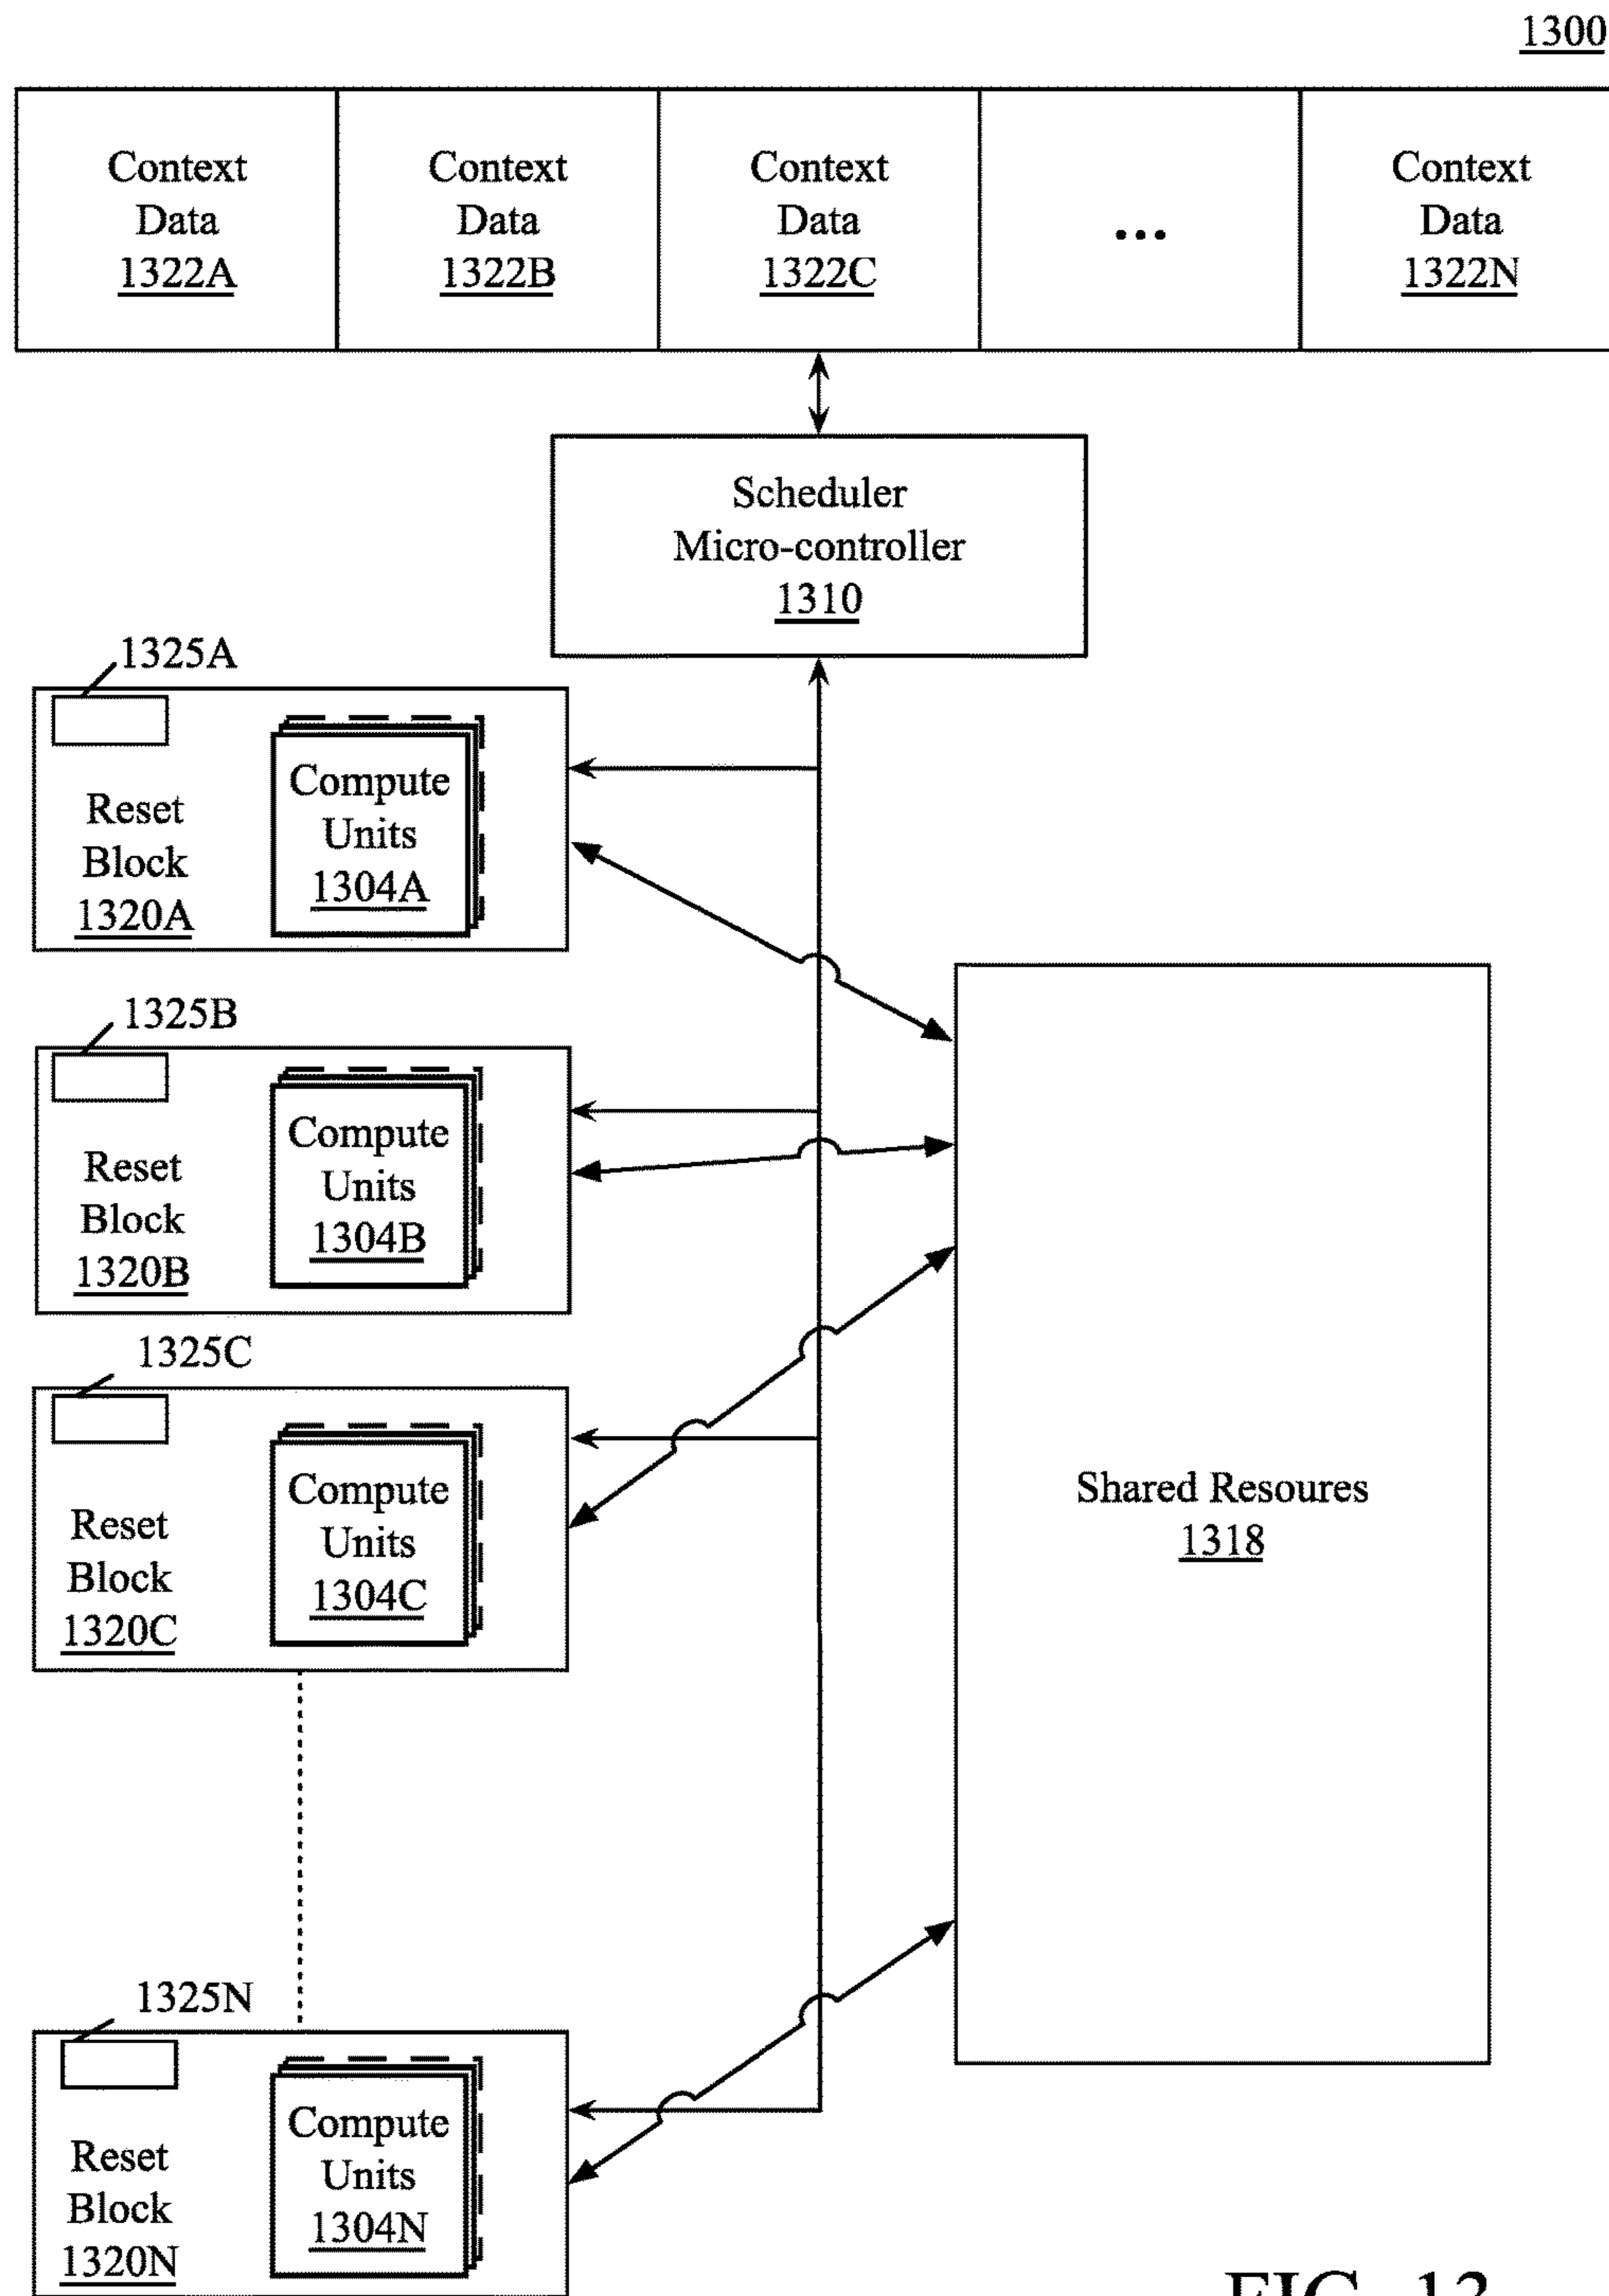 1300
Context
Data
1322A
Context
Data
1322B
Context
Data
1322C
...
Context
Data
1322N
Scheduler
Micro-controller
1310
1325A
Reset
Block
1320A
Compute
Units
1304A
1325B
Reset
Block
1320B
Compute
Units
1304B
1325C
Reset
Block
1320C
Compute
Units
1304C
Shared Resoures
1318
1325N
Reset
Block
1320N
Compute
Units
1304N
FIG. 13